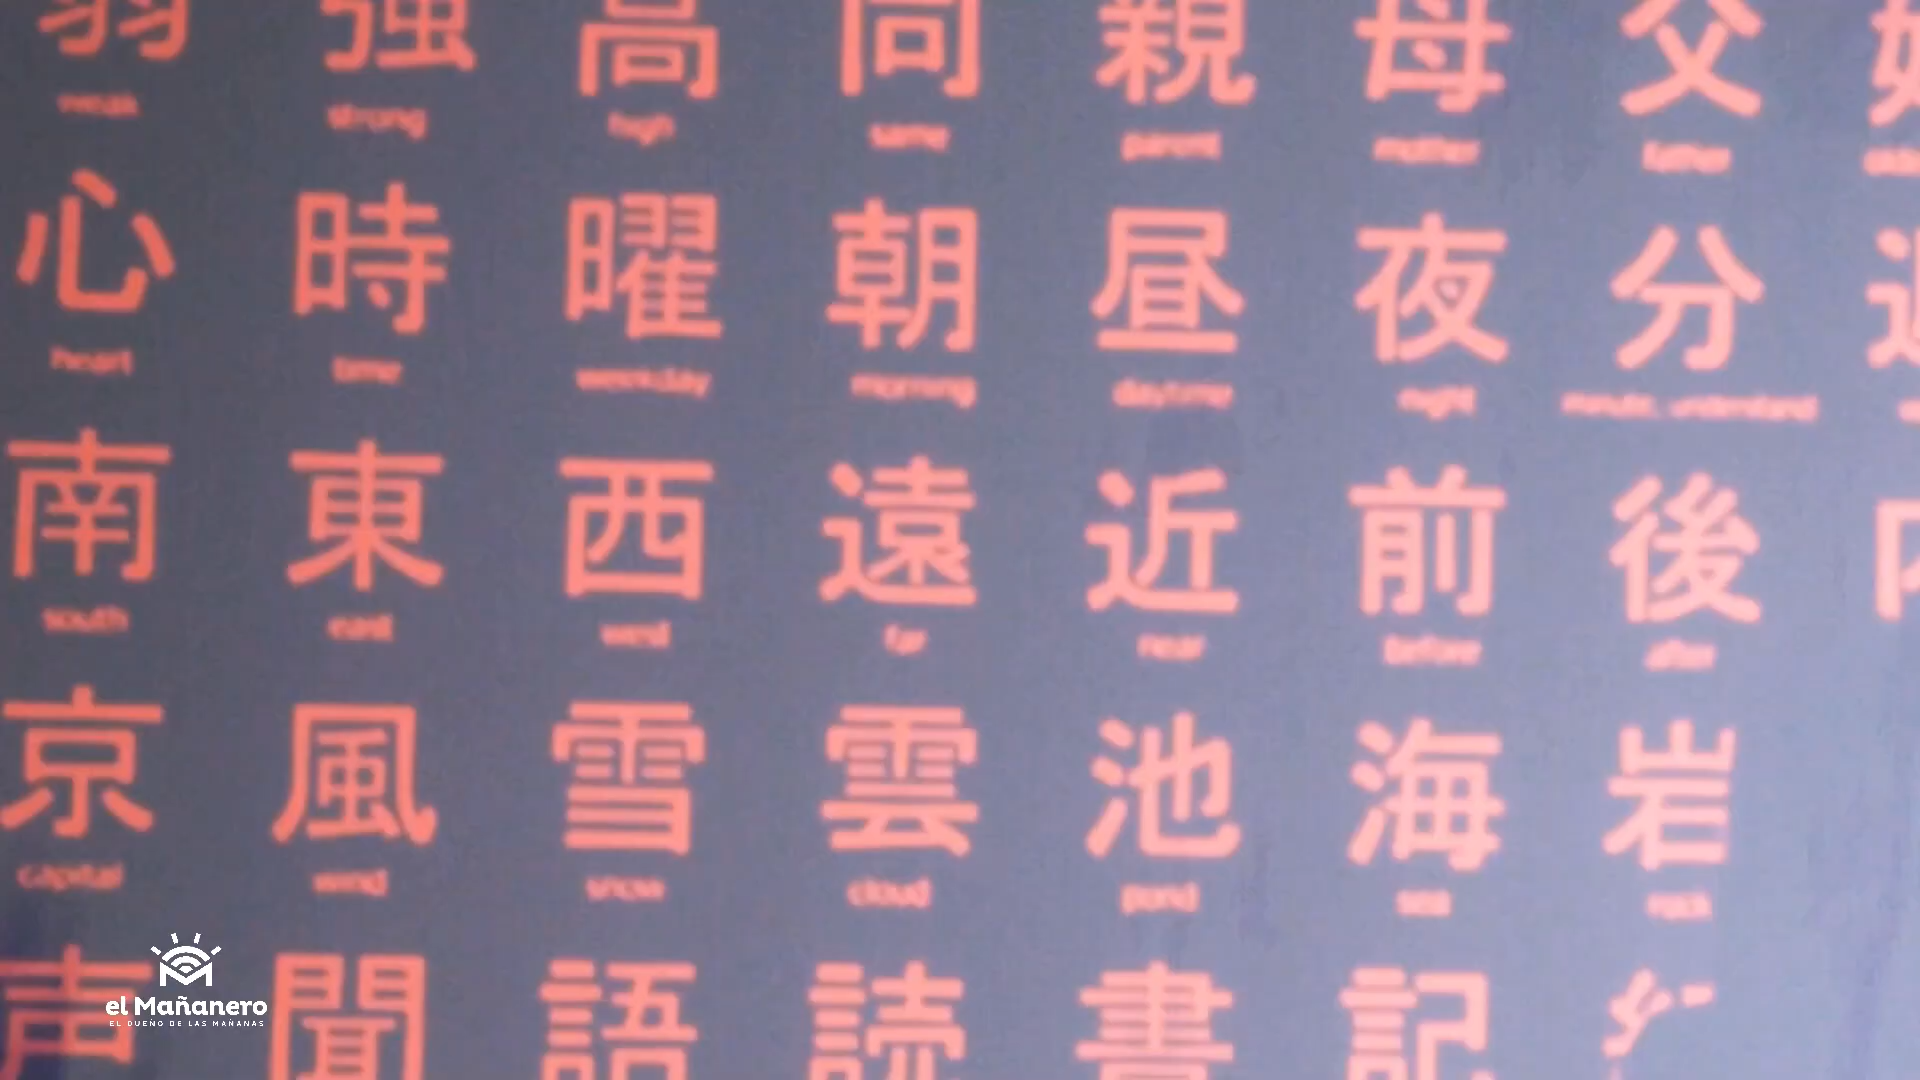 弱 強 高 同 親 母 父
weak strong high same parent mother father
心 時 曜 朝 昼 夜 分
heart time weekday morning daytime night minute, understand
南 東 西 遠 近 前 後
south east west far near before after
京 風 雪 雲 池 海 岩
capital wind snow cloud pond sea rock
声 聞 語 読 書 記
el Mañanero
EL DUEÑO DE LAS MAÑANAS